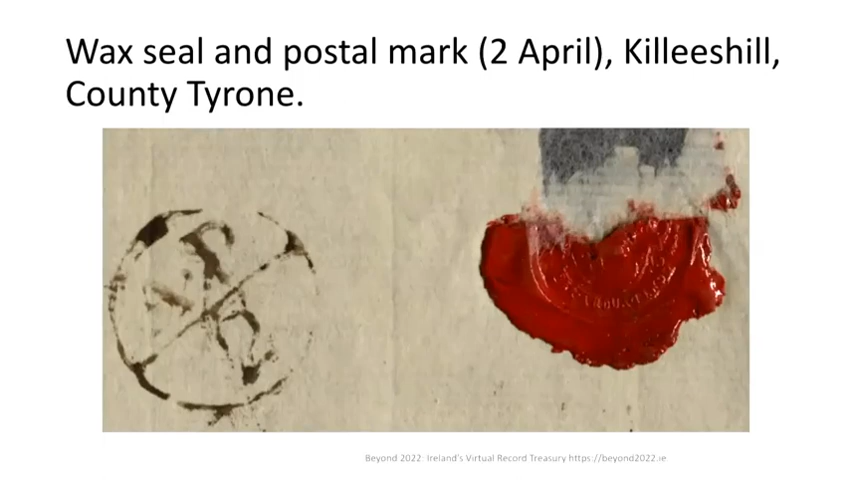 Wax seal and postal mark (2 April), Killeeshill,
County Tyrone.
Beyond 2022: Ireland's Virtual Record Treasury https://beyond2022.ie